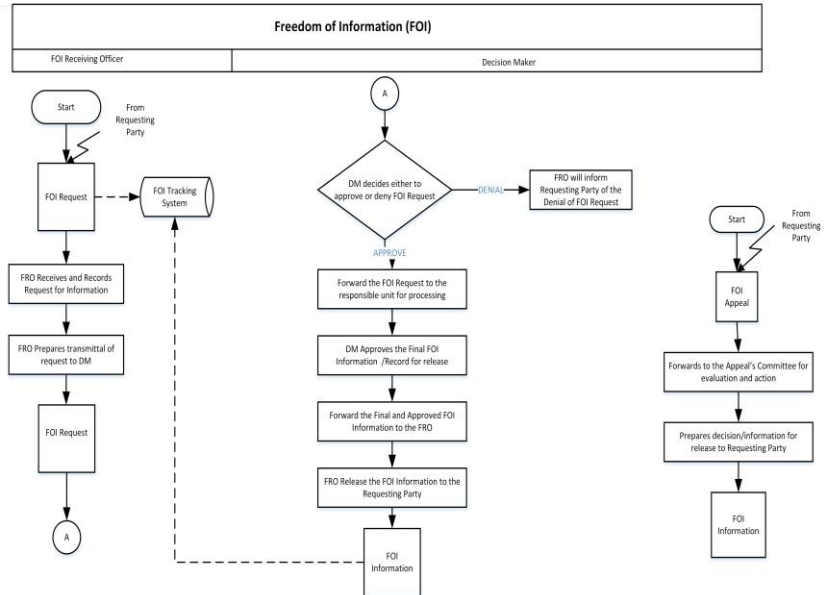 Freedom of Information (FOI)
FOI Receiving Officer
Decision Maker
Start
From
Requesting
Party
FOI Request
FOI Tracking
System
FRO Receives and Records
Request for Information
FRO Prepares transmittal of
request to DM
FOI Request
A
A
DM decides either to
approve or deny FOI Request
DENIAL
FRO will inform
Requesting Party of the
Denial of FOI Request
APPROVE
Forward the FOI Request to the
responsible unit for processing
DM Approves the Final FOI
Information /Record for release
Forward the Final and Approved FOI
Information to the FRO
FRO Release the FOI Information to the
Requesting Party
FOI
Information
Start
From
Requesting
Party
FOI
Appeal
Forwards to the Appeal's Committee for
evaluation and action
Prepares decision/information for
release to Requesting Party
FOI
Information